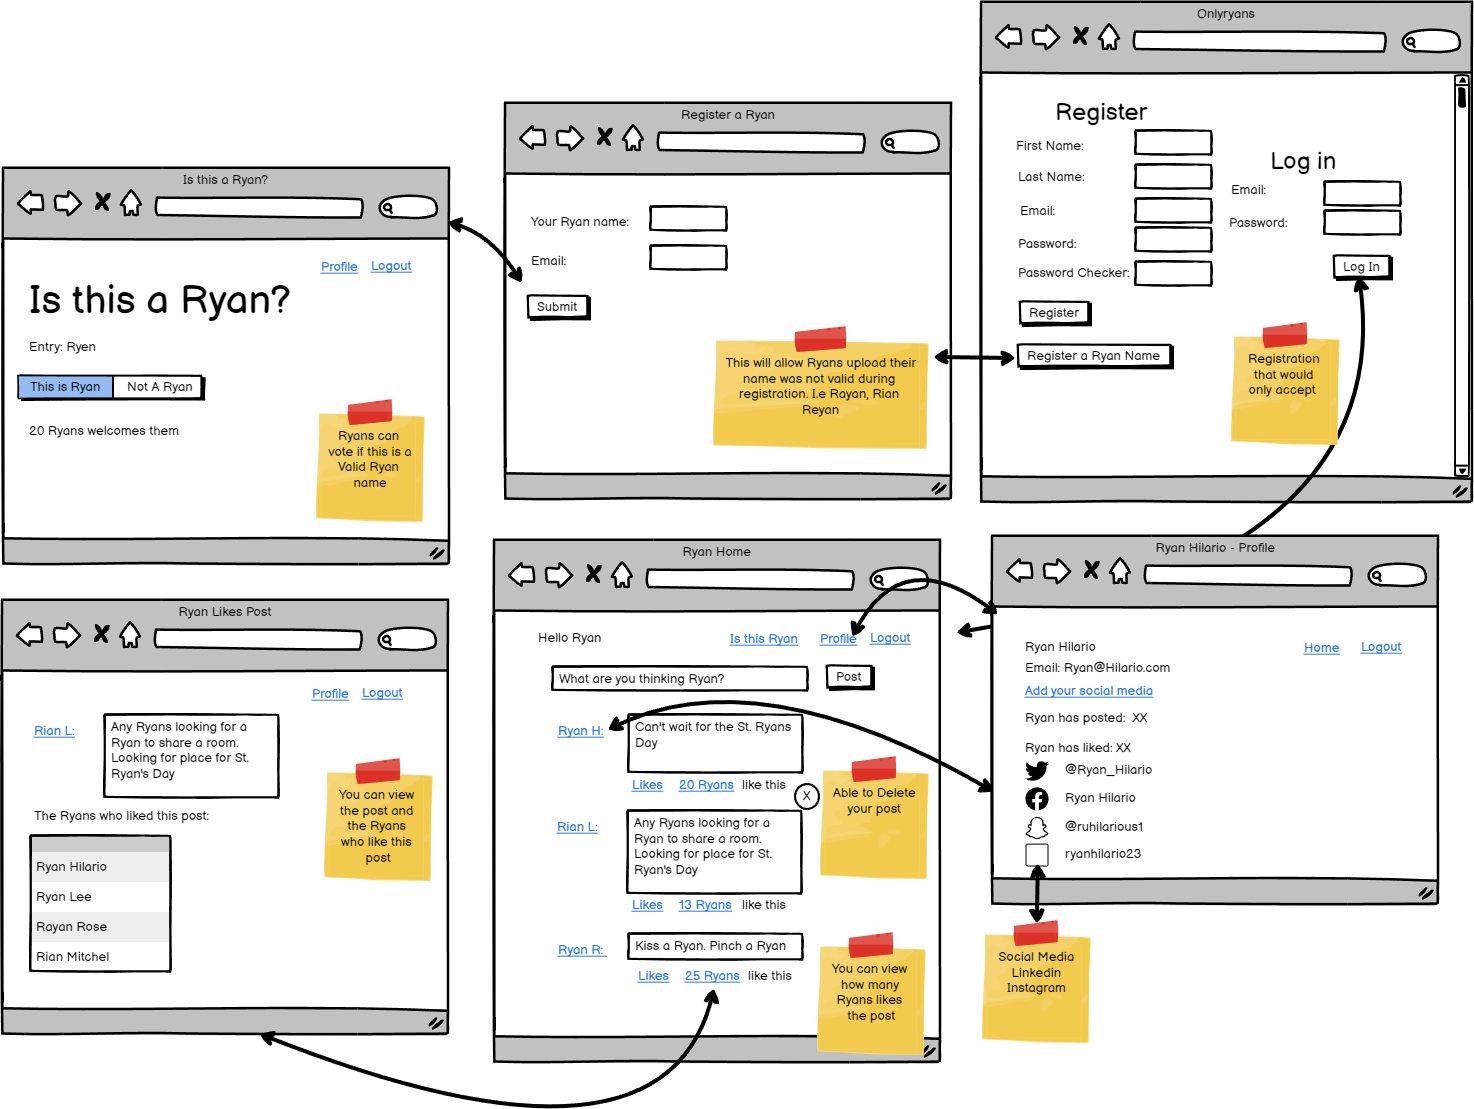 Is this a Ryan?
Profile Logout
Is this a Ryan?
Entry: Ryen
This is Ryan Not A Ryan
20 Ryans welcomes them
Ryans can
vote if this is a
Valid Ryan
name
Register a Ryan
Your Ryan name:
Email:
Submit
This will allow Ryans upload their
name was not valid during
registration. I.e Rayan, Rian
Reyan
Onlyryans
Register
First Name:
Last Name:
Email:
Password:
Password Checker:
Register
Register a Ryan Name
Log in
Email:
Password:
Log In
Registration
that would
only accept
Ryan Likes Post
Profile Logout
Rian L:
Any Ryans looking for a
Ryan to share a room.
Looking for place for St.
Ryan's Day
The Ryans who liked this post:
Ryan Hilario
Ryan Lee
Rayan Rose
Rian Mitchel
You can view
the post and
the Ryans
who like this
post
Ryan Home
Hello Ryan
Is this Ryan Profile Logout
What are you thinking Ryan?
Post
Ryan H:
Can't wait for the St. Ryans
Day
Likes 20 Ryans like this
X
Able to Delete
your post
Rian L:
Any Ryans looking for a
Ryan to share a room.
Looking for place for St.
Ryan's Day
Likes 13 Ryans like this
Ryan R:
Kiss a Ryan. Pinch a Ryan
Likes 25 Ryans like this
You can view
how many
Ryans likes
the post
Ryan Hilario - Profile
Ryan Hilario
Home Logout
Email: Ryan@Hilario.com
Add your social media
Ryan has posted: XX
Ryan has liked: XX
@Ryan_Hilario
Ryan Hilario
@ruhilarious1
ryanhilario23
Social Media
Linkedin
Instagram